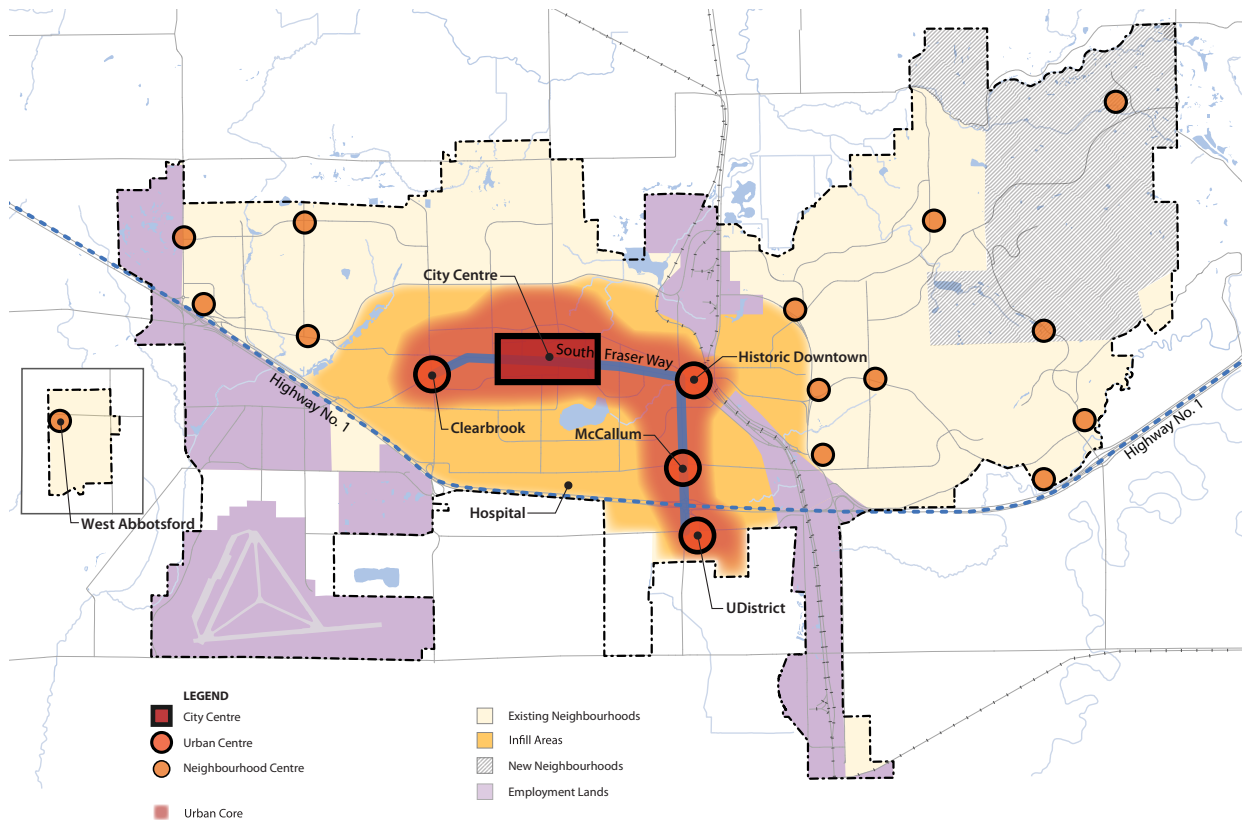 City Centre
South Fraser Way
Historic Downtown
Highway No. 1
Clearbrook
McCallum
Highway No. 1
Hospital
West Abbotsford
UDistrict
LEGEND
City Centre
Urban Centre
Neighbourhood Centre
Urban Core
Existing Neighbourhoods
Infill Areas
New Neighbourhoods
Employment Lands